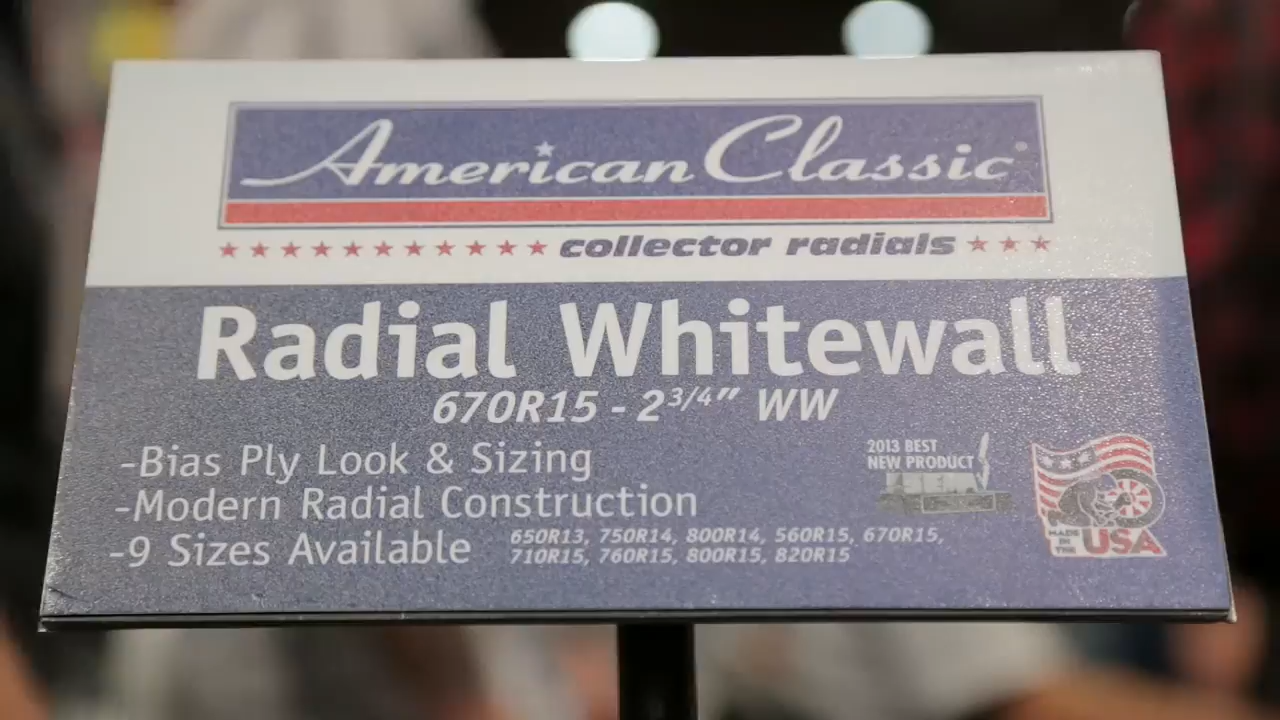 American Classic®
collector radials
Radial Whitewall
670R15 - 2 3/4" WW
-Bias Ply Look & Sizing
-Modern Radial Construction
-9 Sizes Available
650R13, 750R14, 800R14, 560R15, 670R15,
710R15, 760R15, 800R15, 820R15
2013 BEST
NEW PRODUCT
MADE
IN
THE
USA